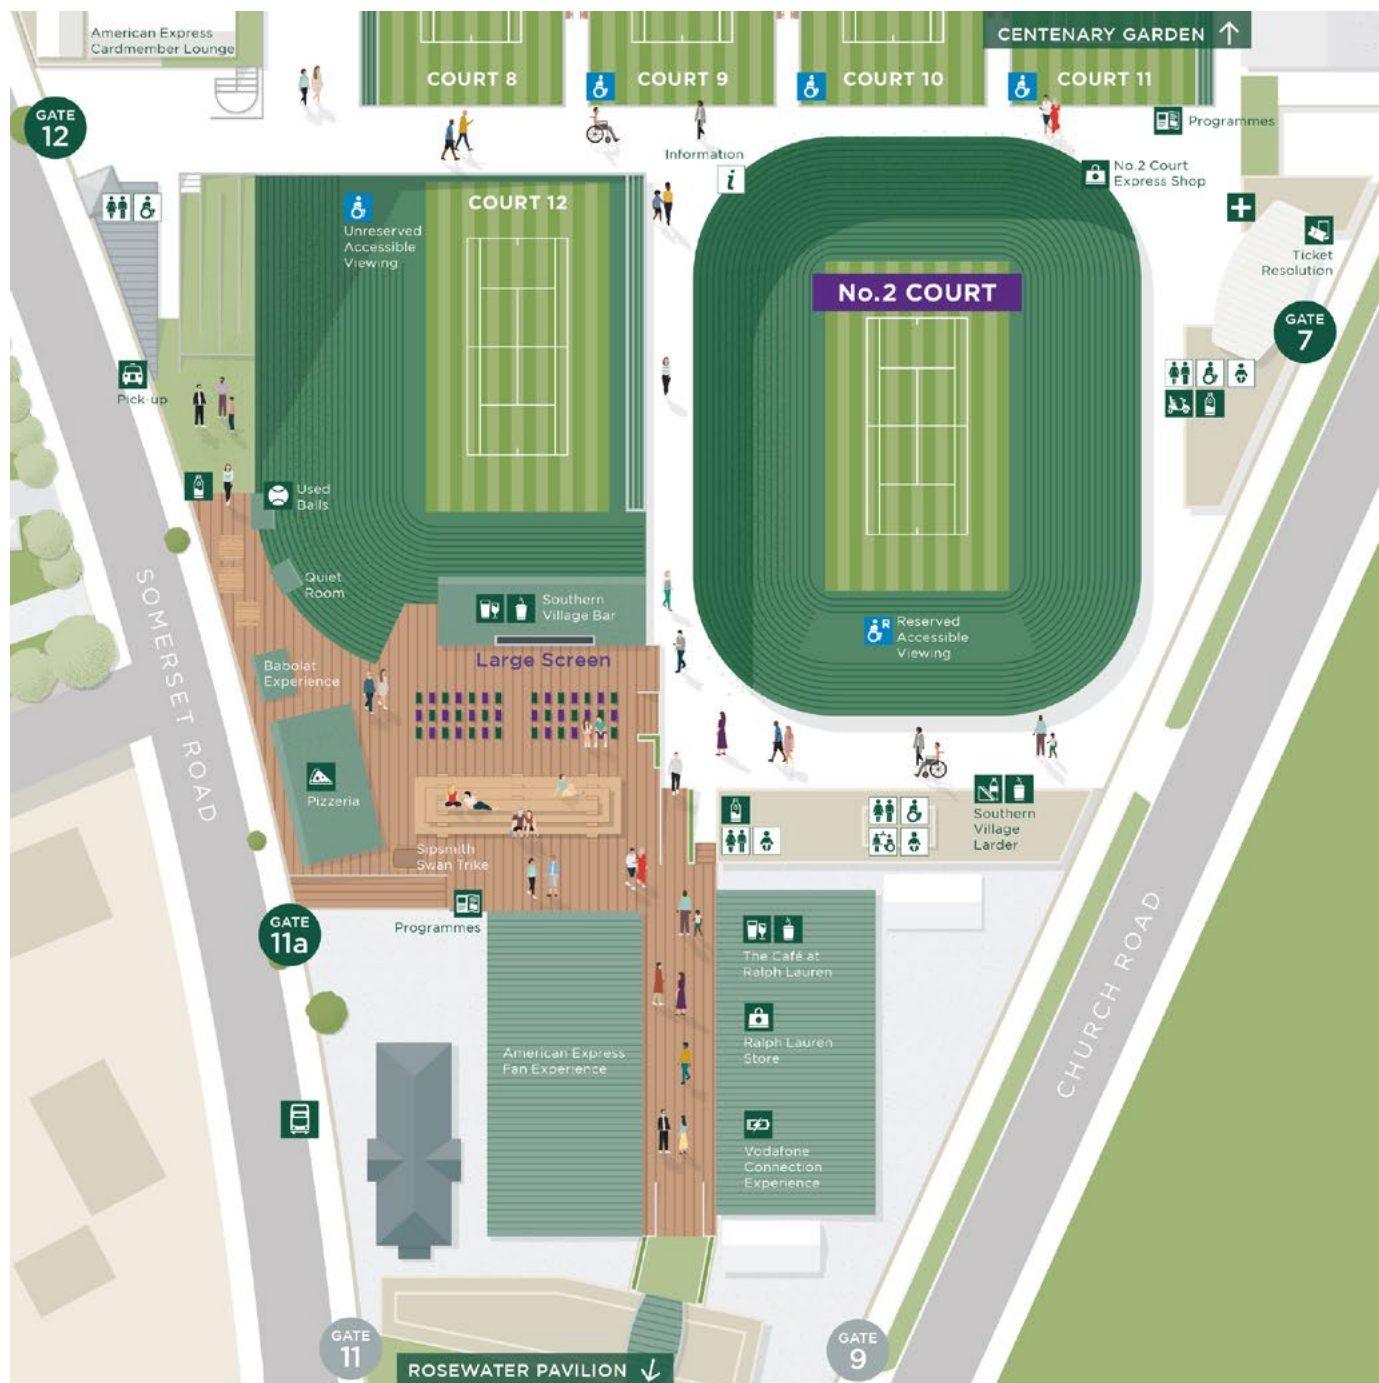 American Express
Cardmember Lounge
COURT 8
COURT 9
COURT 10
COURT 11
CENTENARY GARDEN
GATE
12
Programmes
Information
i
No.2 Court
Express Shop
COURT 12
Unreserved
Accessible
Viewing
Ticket
Resolution
No.2 COURT
GATE
7
Pick-up
Used
Balls
Quiet
Room
Southern
Village Bar
R
Reserved
Accessible
Viewing
Large Screen
Babolat
Experience
SOMERSET ROAD
Pizzeria
Southern
Village
Larder
Sipsmith
Swan Trike
Programmes
GATE
11a
The Café at
Ralph Lauren
CHURCH ROAD
Ralph Lauren
Store
American Express
Fan Experience
Vodafone
Connection
Experience
GATE
11
GATE
9
ROSEWATER PAVILION